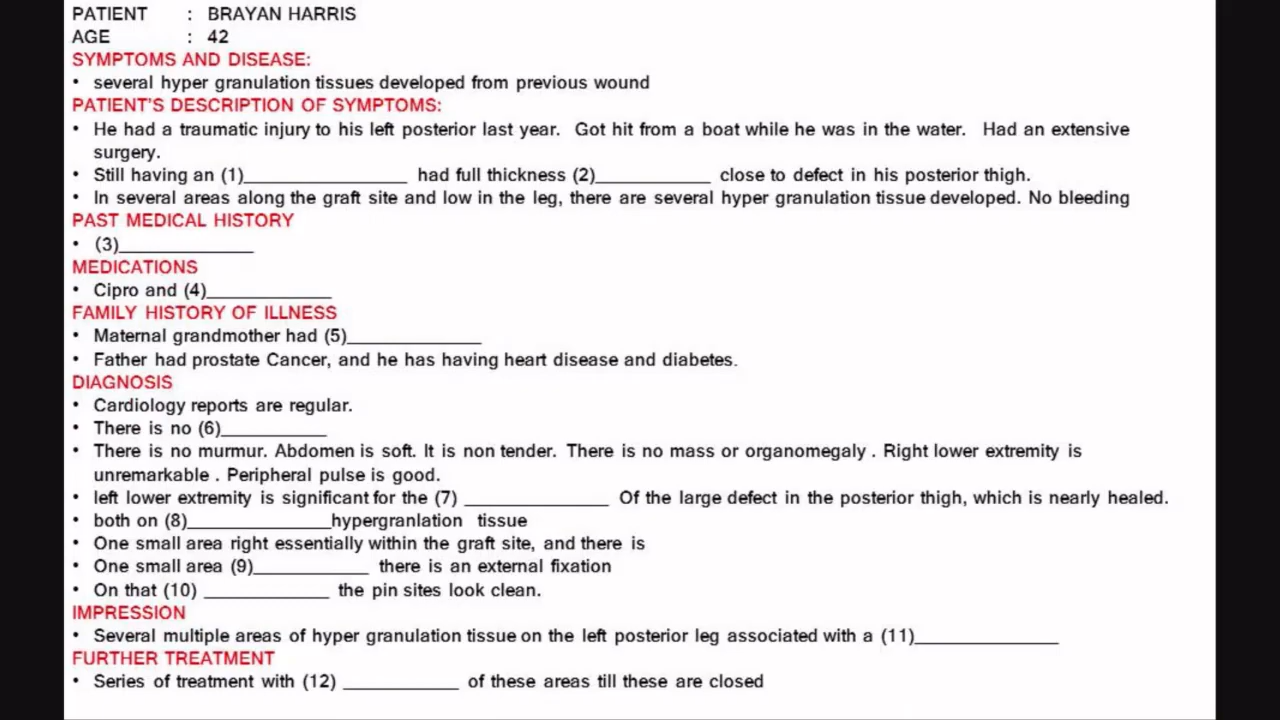 PATIENT : BRAYAN HARRIS
AGE : 42
SYMPTOMS AND DISEASE:
• several hyper granulation tissues developed from previous wound
PATIENT'S DESCRIPTION OF SYMPTOMS:
• He had a traumatic injury to his left posterior last year. Got hit from a boat while he was in the water. Had an extensive
surgery.
• Still having an (1)________________ had full thickness (2)___________ close to defect in his posterior thigh.
• In several areas along the graft site and low in the leg, there are several hyper granulation tissue developed. No bleeding
PAST MEDICAL HISTORY
• (3)_____________
MEDICATIONS
• Cipro and (4)____________
FAMILY HISTORY OF ILLNESS
• Maternal grandmother had (5)_____________
• Father had prostate Cancer, and he has having heart disease and diabetes.
DIAGNOSIS
• Cardiology reports are regular.
• There is no (6)__________
• There is no murmur. Abdomen is soft. It is non tender. There is no mass or organomegaly . Right lower extremity is
unremarkable . Peripheral pulse is good.
• left lower extremity is significant for the (7) ______________ Of the large defect in the posterior thigh, which is nearly healed.
• both on (8)______________hypergranlation tissue
• One small area right essentially within the graft site, and there is
• One small area (9)___________ there is an external fixation
• On that (10) ____________ the pin sites look clean.
IMPRESSION
• Several multiple areas of hyper granulation tissue on the left posterior leg associated with a (11)______________
FURTHER TREATMENT
• Series of treatment with (12) ___________ of these areas till these are closed